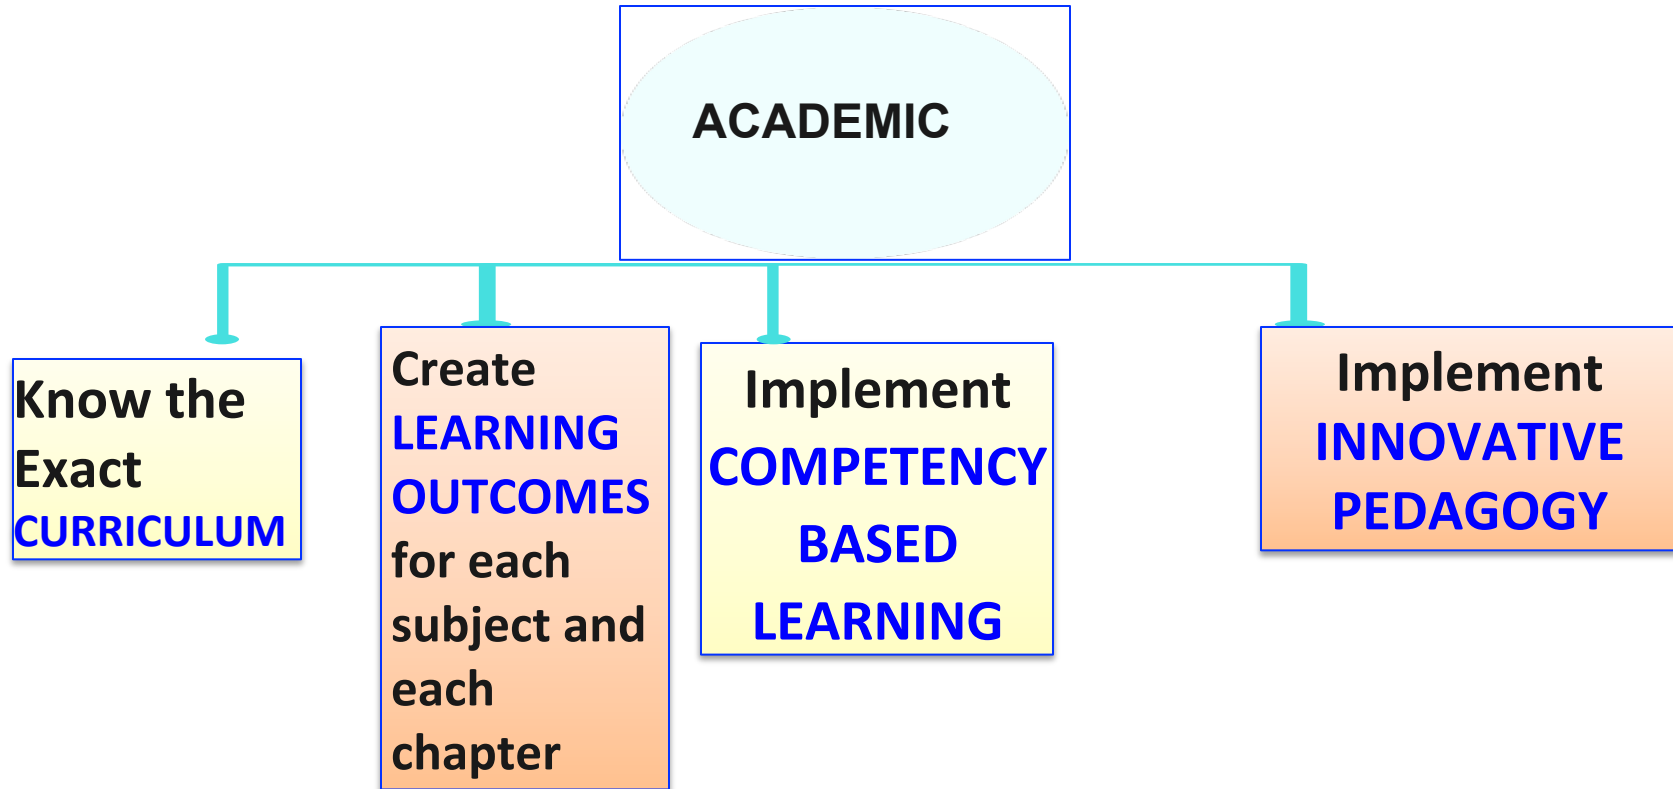 ACADEMIC
Know the
Exact
CURRICULUM
Create
LEARNING
OUTCOMES
for each
subject and
each
chapter
Implement
COMPETENCY
BASED
LEARNING
Implement
INNOVATIVE
PEDAGOGY